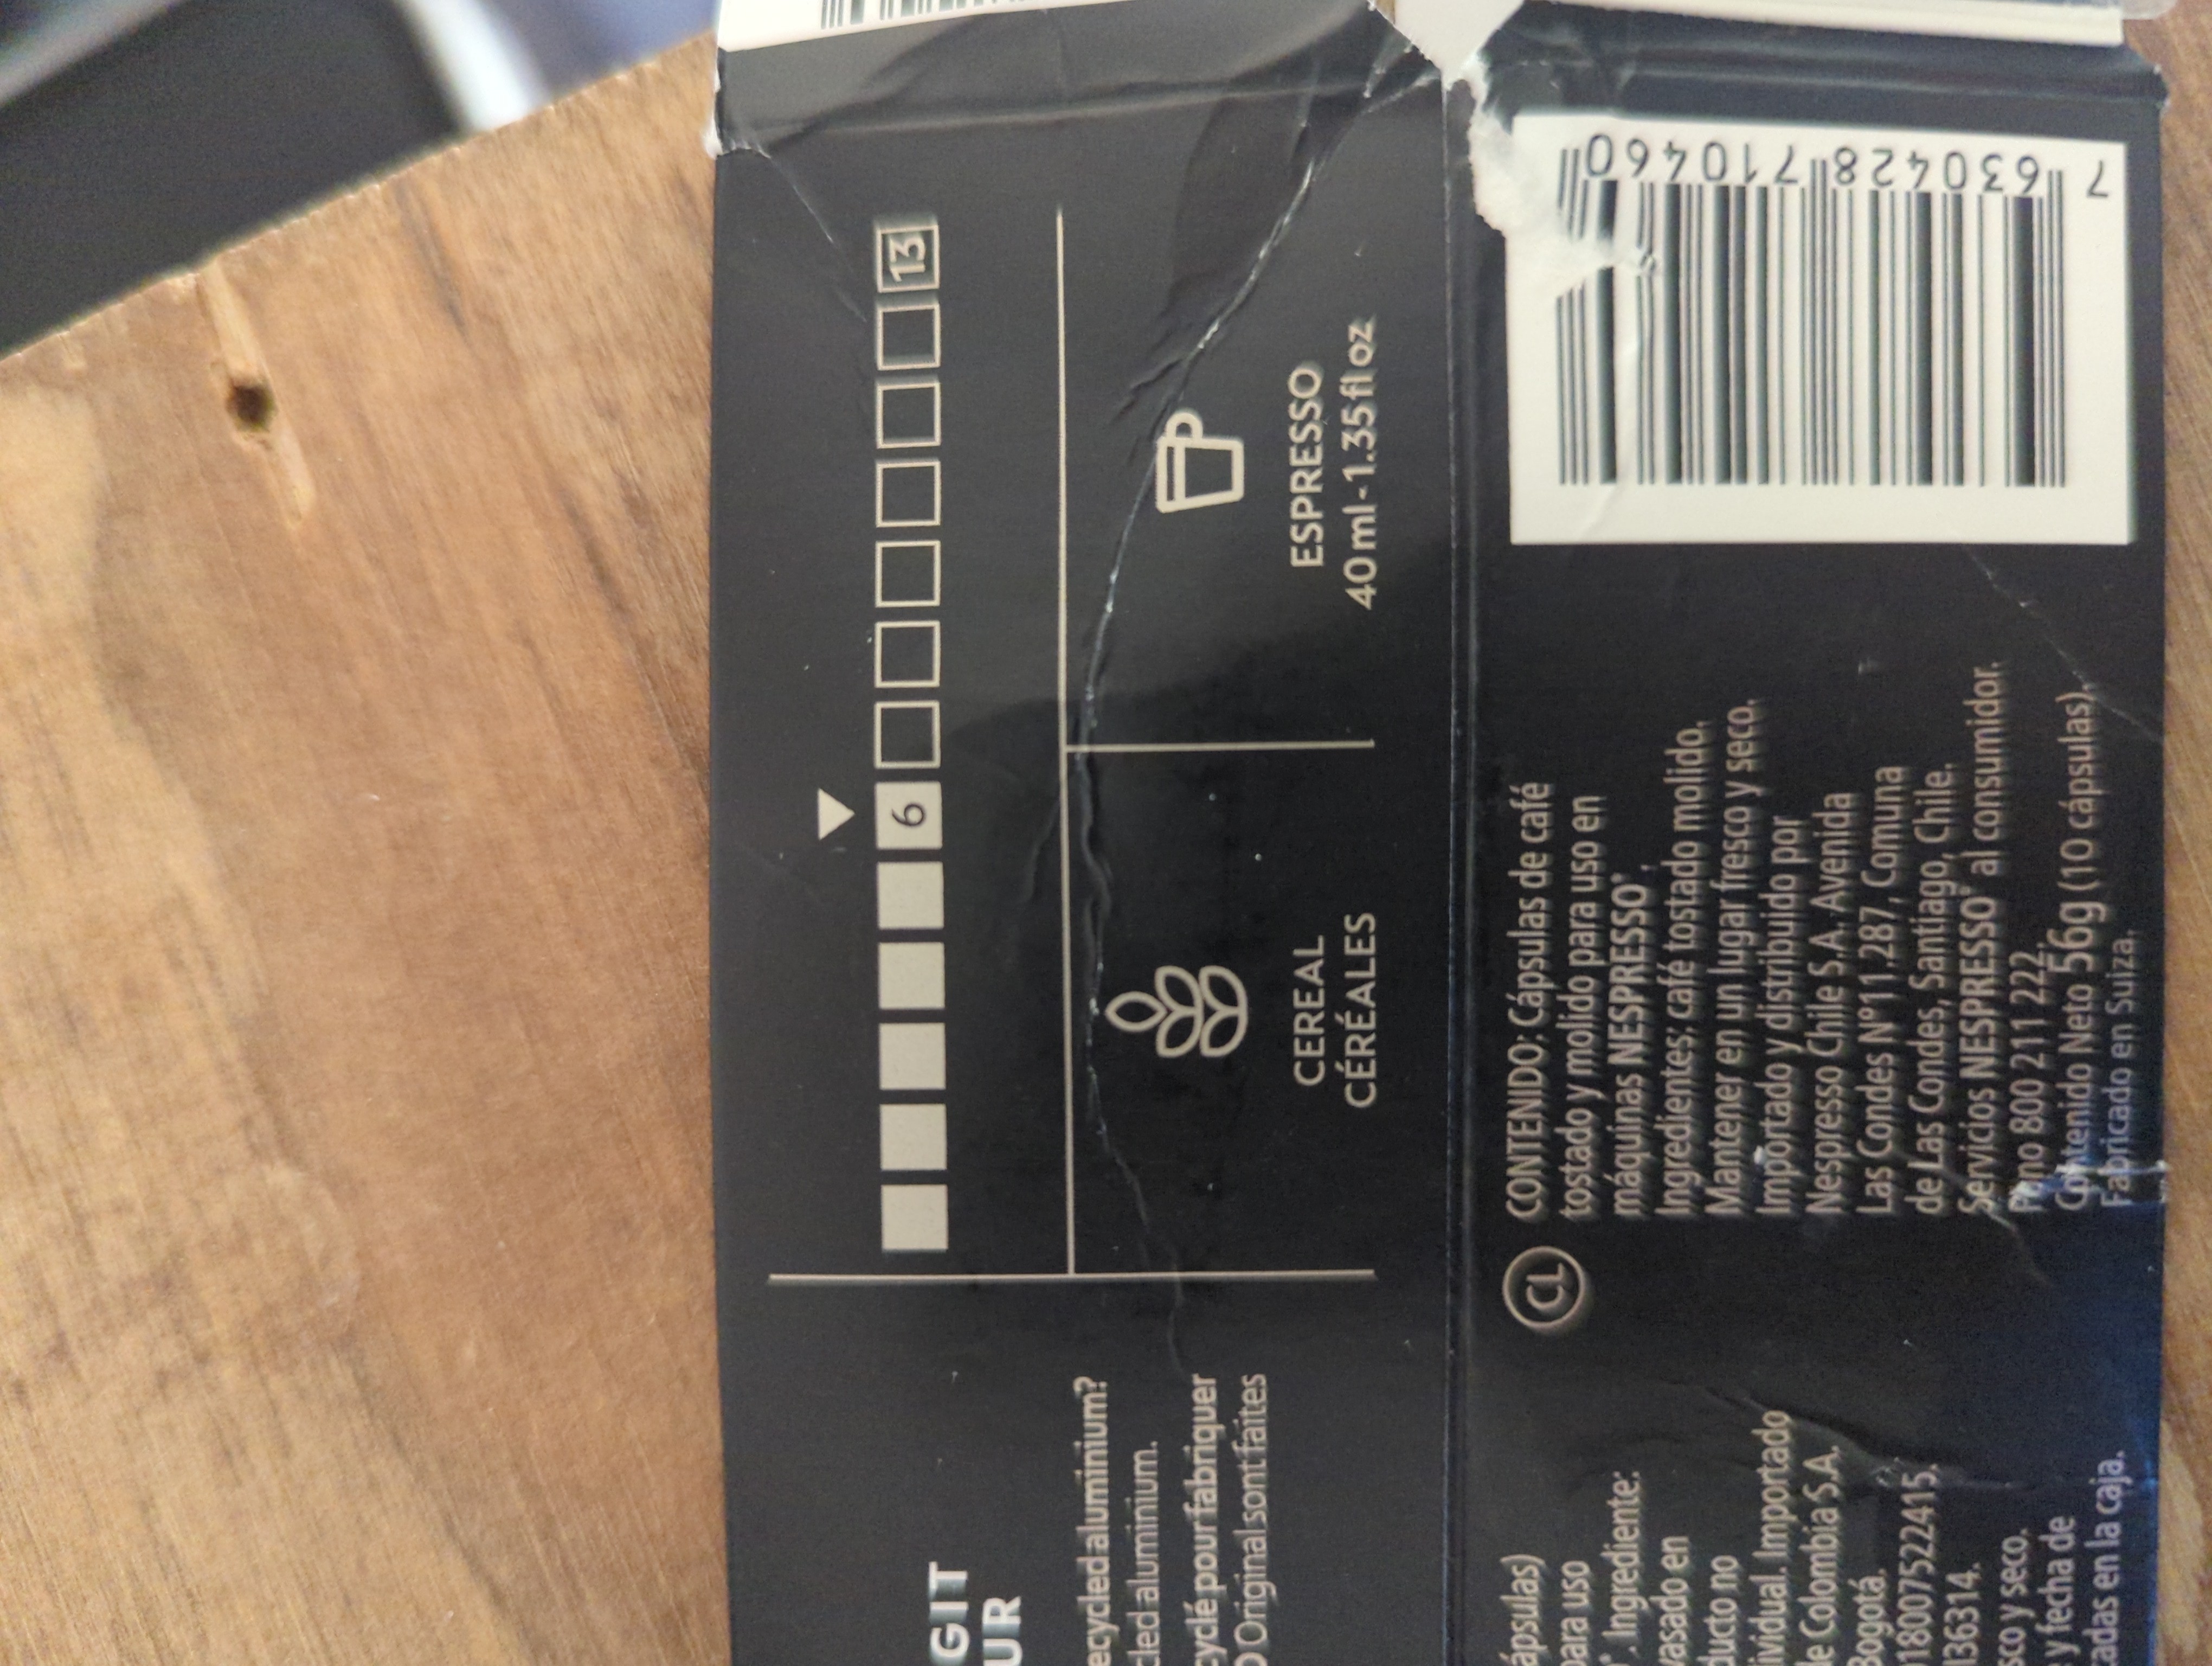 13
6
ESPRESSO
40 ml - 1.35 fl oz
CEREAL
CÉRÉALES
GIT
UR
ecycled aluminium?
cled aluminium.
cyclé pour fabriquer
Original sont faites
7 630428 710460
CL
CONTENIDO: Cápsulas de café
tostado y molido para uso en
máquinas NESPRESSO*.
Ingredientes: café tostado molido.
Mantener en un lugar fresco y seco.
Importado y distribuido por
Nespresso Chile S.A. Avenida
Las Condes N°11.287, Comuna
de Las Condes, Santiago, Chile.
Servicios NESPRESSO* al consumidor.
Fono 800 211 222.
Contenido Neto 56g (10 cápsulas).
Fabricado en Suiza.
ápsulas)
para uso
*. Ingrediente:
vasado en
ducto no
ividual. Importado
de Colombia S.A.
Bogotá.
18007522415.
136314.
sco y seco.
y fecha de
adas en la caja.